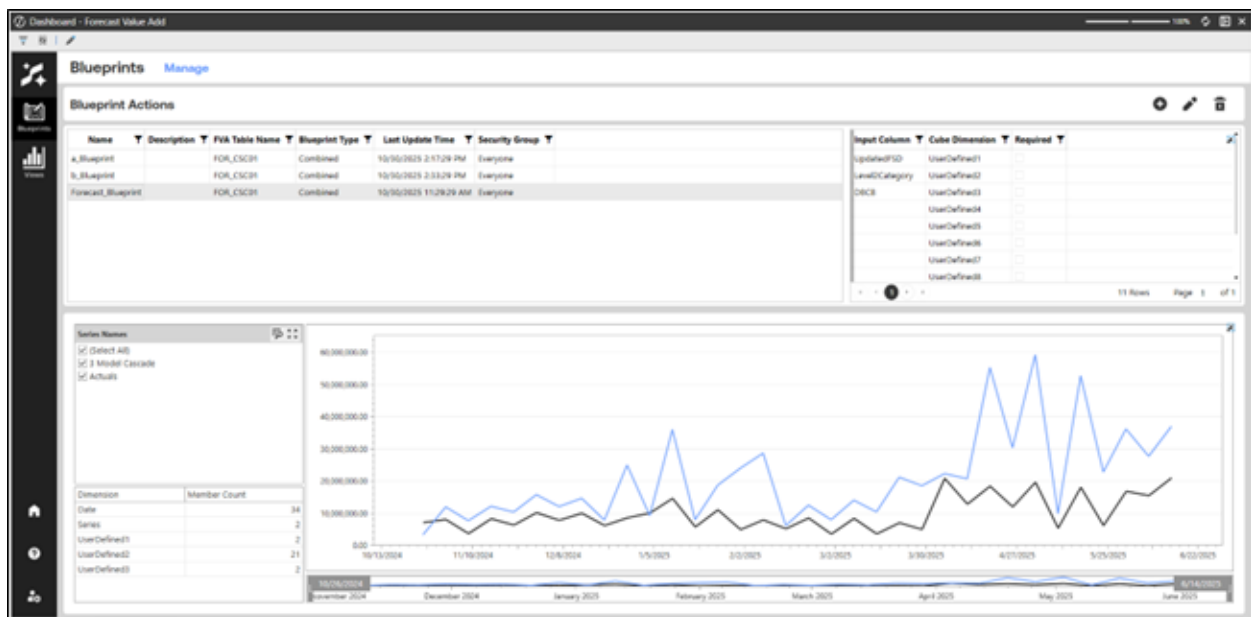 Dashboard - Forecast Value Add
100%
Blueprints Manage
Blueprint Actions
Blueprints
Views
Name Description FVA Table Name Blueprint Type Last Update Time Security Group
a_Blueprint FOR_CSC01 Combined 10/30/2025 2:57:29 PM Everyone
b_Blueprint FOR_CSC01 Combined 10/30/2025 2:33:29 PM Everyone
Forecast_Blueprint FOR_CSC01 Combined 10/30/2025 11:29:29 AM Everyone
Input Column Cube Dimension Required
UpdatedFSD UserDefined1
Level2Category UserDefined2
UserDefined3
UserDefined4
UserDefined5
UserDefined6
UserDefined7
UserDefined8
1
11 Rows Page 1 of 1
Series Names
(Select All)
3 Model Cascade
Actuals
Dimension Member Count
Date 34
Series 2
UserDefined1 2
UserDefined2 21
UserDefined3 2
60,000,000.00
50,000,000.00
40,000,000.00
30,000,000.00
20,000,000.00
10,000,000.00
0.00
10/13/2024 11/10/2024 12/8/2024 1/5/2025 2/2/2025 3/2/2025 3/30/2025 4/27/2025 5/25/2025 6/22/2025
10/26/2024 6/14/2025
November 2024 December 2024 January 2025 February 2025 March 2025 April 2025 May 2025 June 2025